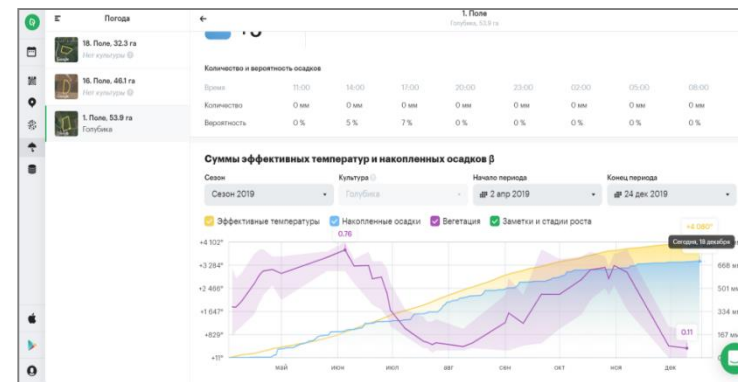 Погода
1. Поле
Голубика, 53.9 га
18. Поле, 32.3 га
Нет культуры
16. Поле, 46.1 га
Нет культуры
1. Поле, 53.9 га
Голубика
Количество и вероятность осадков
Время 11:00 14:00 17:00 20:00 23:00 02:00 05:00 08:00
Количество 0 мм 0 мм 0 мм 0 мм 0 мм 0 мм 0 мм 0 мм
Вероятность 0 % 5 % 7 % 0 % 0 % 0 % 0 % 0 %
Суммы эффективных температур и накопленных осадков β
Сезон Культура Начало периода Конец периода
Сезон 2019 Голубика 2 апр 2019 24 дек 2019
Эффективные температуры Накопленные осадки Вегетация Заметки и стадии роста
0.76
Сегодня, 18 декабря
+4 102°
+3 284° 668 мм
501 мм
334 мм
+829° 0.11 167 мм
+11°
май июн июл авг сен окт ноя дек